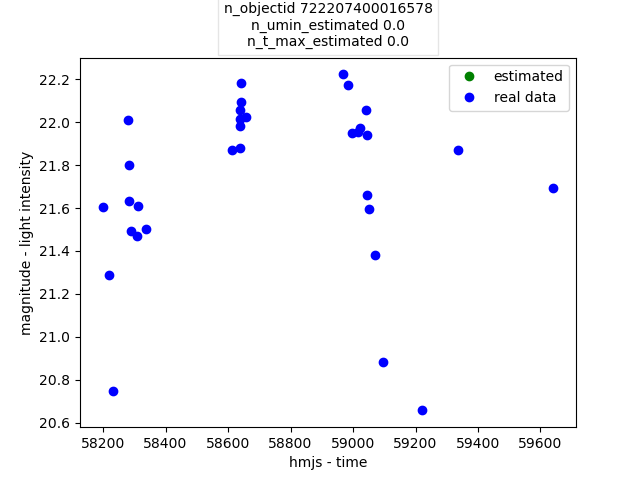 n_objectid 722207400016578
n_umin_estimated 0.0
n_t_max_estimated 0.0
estimated
real data
magnitude - light intensity
22.2
22.0
21.8
21.6
21.4
21.2
21.0
20.8
20.6
58200 58400 58600 58800 59000 59200 59400 59600
hmjs - time